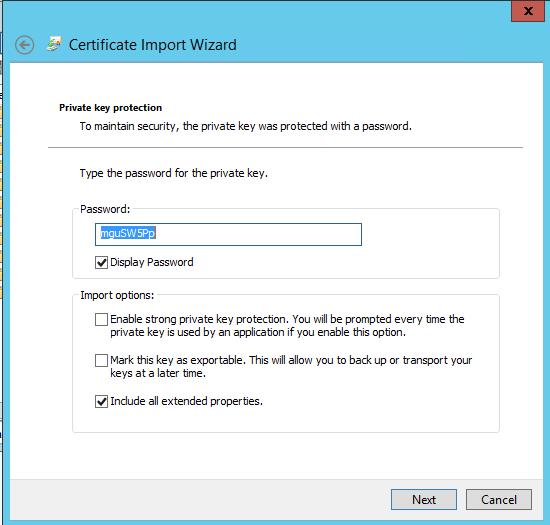 x
Certificate Import Wizard
Private key protection
To maintain security, the private key was protected with a password.
Type the password for the private key.
Password:
mguSW5Pp
Display Password
Import options:
Enable strong private key protection. You will be prompted every time the
private key is used by an application if you enable this option.
Mark this key as exportable. This will allow you to back up or transport your
keys at a later time.
Include all extended properties.
Next
Cancel